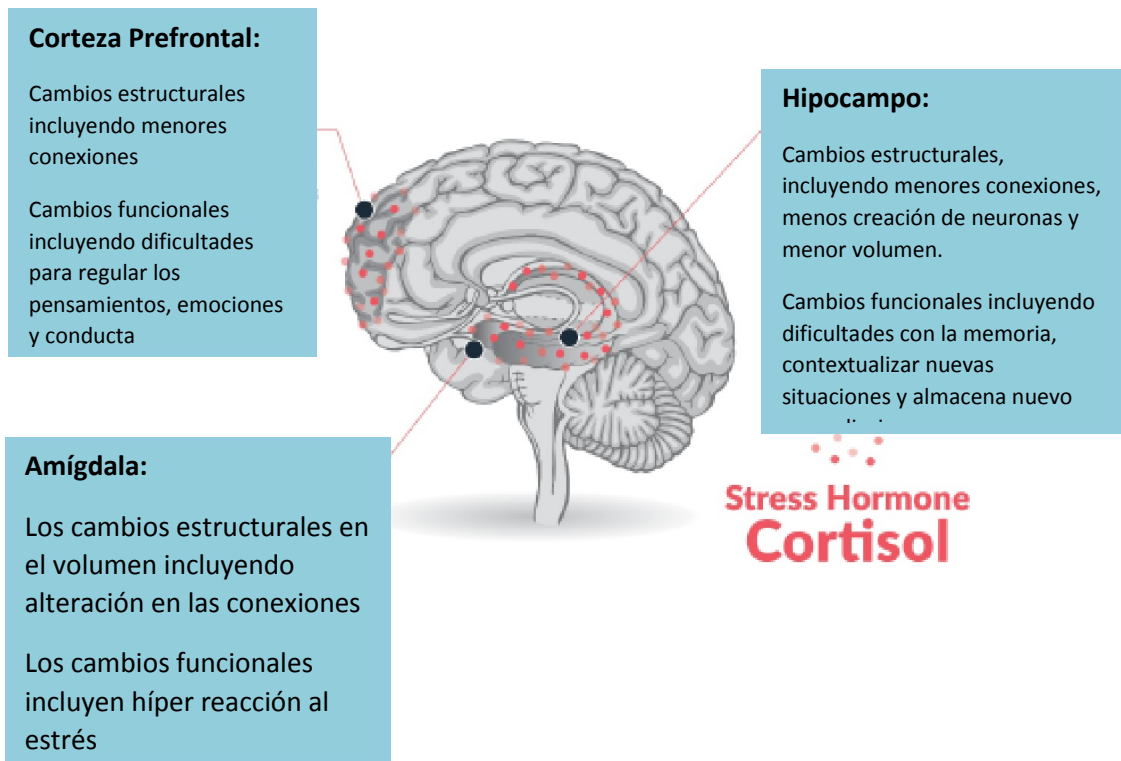 Corteza Prefrontal:
Cambios estructurales
incluyendo menores
conexiones
Cambios funcionales
incluyendo dificultades
para regular los
pensamientos, emociones
y conducta
Hipocampo:
Cambios estructurales,
incluyendo menores conexiones,
menos creación de neuronas y
menor volumen.
Cambios funcionales incluyendo
dificultades con la memoria,
contextualizar nuevas
situaciones y almacena nuevo
Amígdala:
Los cambios estructurales en
el volumen incluyendo
alteración en las conexiones
Los cambios funcionales
incluyen híper reacción al
estrés
Stress Hormone
Cortisol